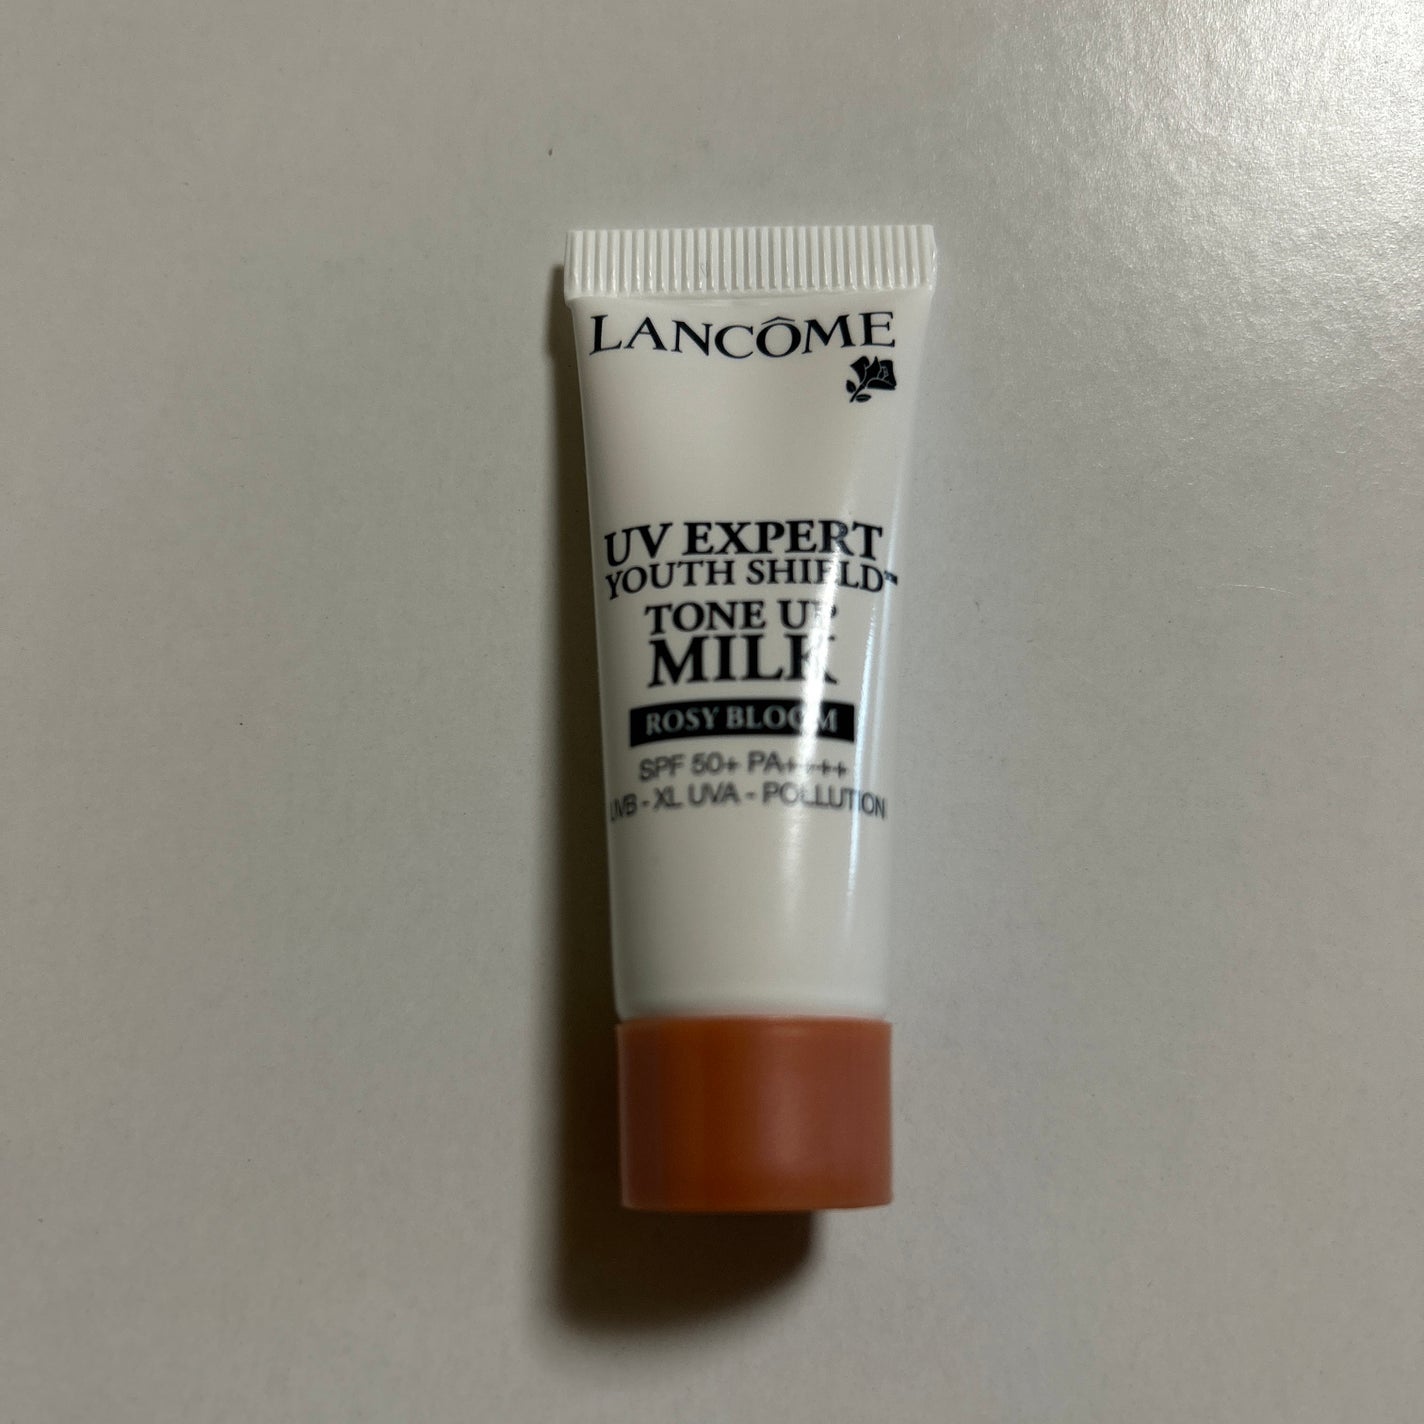 LANCÔME
UV EXPERT
YOUTH SHIELD™
TONE UP
MILK
ROSY BLOOM
SPF 50+ PA++++
UVB - XL UVA - POLLUTION